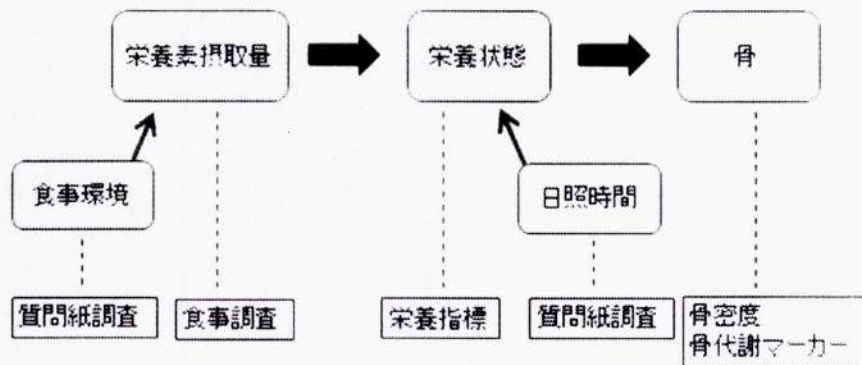 栄養素摂取量
栄養状態
骨
食事環境
日照時間
質問紙調査
食事調査
栄養指標
質問紙調査
骨密度
骨代謝マーカー